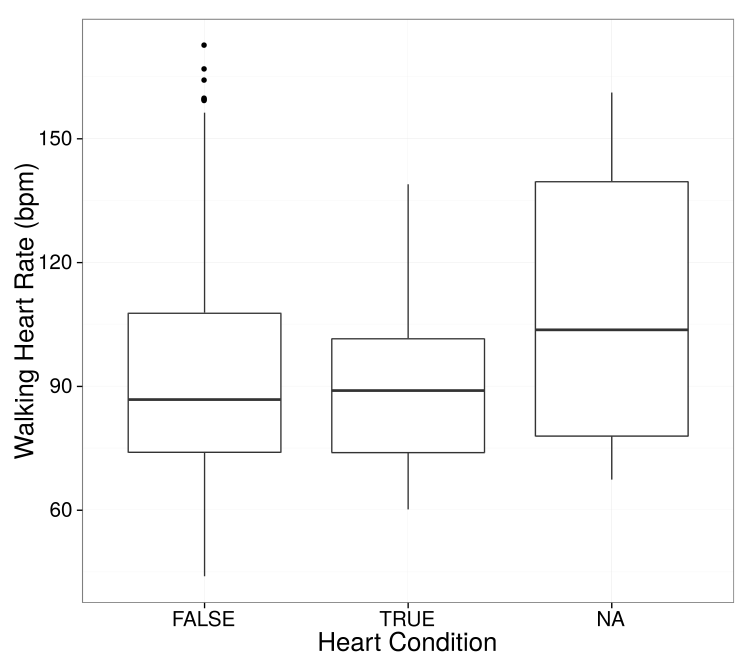 Walking Heart Rate (bpm)
150
120
90
60
FALSE TRUE NA
Heart Condition